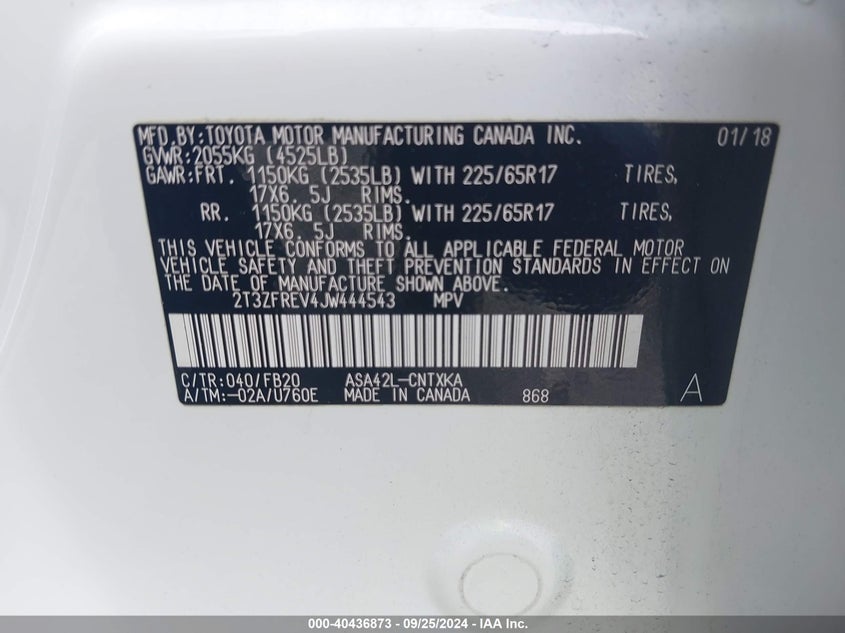 MFD.BY:TOYOTA MOTOR MANUFACTURING CANADA INC. 01/18
GVWR:2055KG (4525LB)
GAWR:FRT. 1150KG (2535LB) WITH 225/65R17 TIRES,
17X6. 5J RIMS.
RR. 1150KG (2535LB) WITH 225/65R17 TIRES,
17X6. 5J RIMS.
THIS VEHICLE CONFORMS TO ALL APPLICABLE FEDERAL MOTOR
VEHICLE SAFETY AND THEFT PREVENTION STANDARDS IN EFFECT ON
THE DATE OF MANUFACTURE SHOWN ABOVE.
2T3ZFREV4JW444543 MPV
C/TR:040/FB20 ASA42L-CNTXKA
A/TM:-02A/U760E MADE IN CANADA 868 A
000-40436873 - 09/25/2024 - IAA Inc.